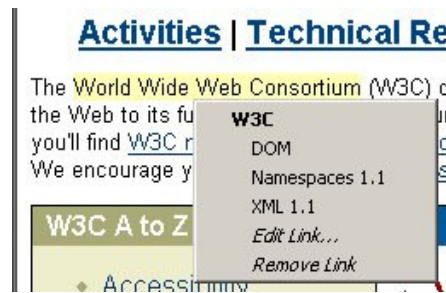 Activities | Technical Re
The World Wide Web Consortium (W3C)
the Web to its fu
you'll find W3C r
We encourage y
W3C
DOM
Namespaces 1.1
XML 1.1
Edit Link...
Remove Link
W3C A to Z
Accessibility